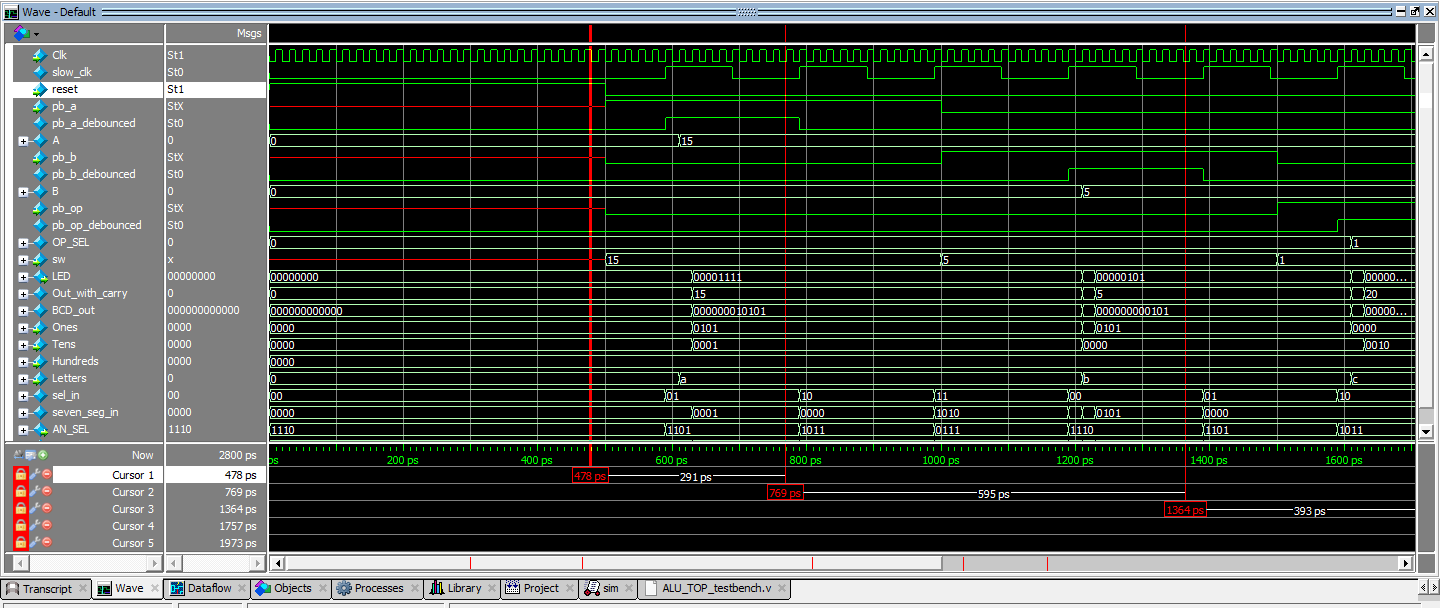 Wave - Default
Msgs
Clk St1
slow_clk St0
reset St1
pb_a StX
pb_a_debounced St0
A 0 0 15
pb_b StX
pb_b_debounced St0
B 0 0 5
pb_op StX
pb_op_debounced St0
OP_SEL 0 0 1
sw x 15 5 1
LED 00000000 00000000 00001111 00000101 00000...
Out_with_carry 0 0 15 5 20
BCD_out 000000000000 000000000000 000000010101 000000000101 00000...
Ones 0000 0000 0101 0101 0000
Tens 0000 0000 0001 0000 0010
Hundreds 0000 0000
Letters 0 0 a b c
sel_in 00 00 01 10 11 00 01 10
seven_seg_in 0000 0000 0001 0000 1010 0101 0000
AN_SEL 1110 1110 1101 1011 0111 1110 1101 1011
Now 2800 ps ps 200 ps 400 ps 600 ps 800 ps 1000 ps 1200 ps 1400 ps 1600 ps
Cursor 1 478 ps 478 ps 291 ps
Cursor 2 769 ps 769 ps 595 ps
Cursor 3 1364 ps 1364 ps 393 ps
Cursor 4 1757 ps
Cursor 5 1973 ps
Transcript Wave Dataflow Objects Processes Library Project sim ALU_TOP_testbench.v